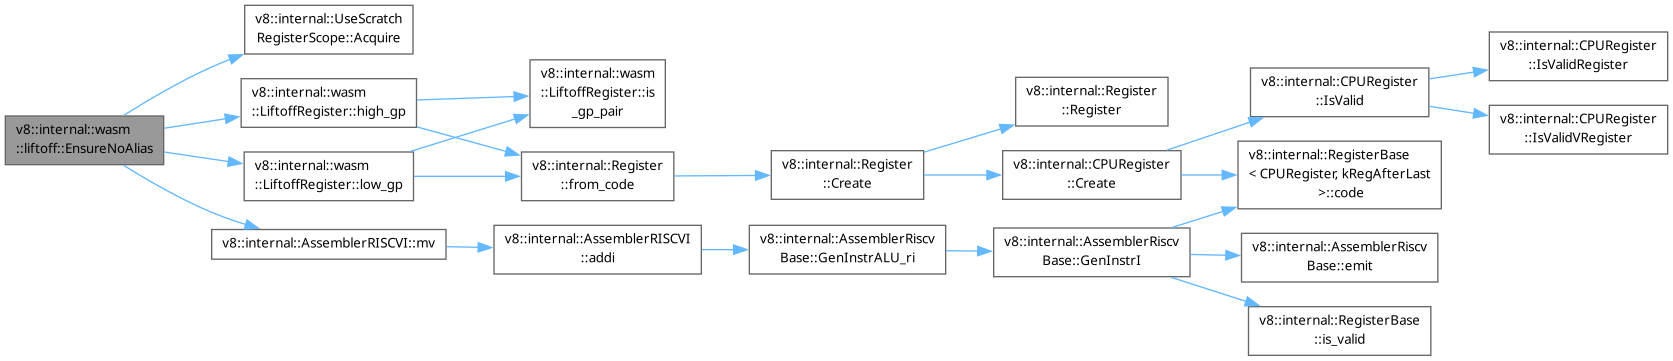 v8::internal::wasm
::liftoff::EnsureNoAlias
v8::internal::UseScratch
RegisterScope::Acquire
v8::internal::wasm
::LiftoffRegister::high_gp
v8::internal::wasm
::LiftoffRegister::low_gp
v8::internal::AssemblerRISCVI::mv
v8::internal::wasm
::LiftoffRegister::is
_gp_pair
v8::internal::Register
::from_code
v8::internal::AssemblerRISCVI
::addi
v8::internal::Register
::Create
v8::internal::AssemblerRiscv
Base::GenInstrALU_ri
v8::internal::Register
::Register
v8::internal::CPURegister
::Create
v8::internal::AssemblerRiscv
Base::GenInstrI
v8::internal::CPURegister
::IsValid
v8::internal::RegisterBase
< CPURegister, kRegAfterLast
>::code
v8::internal::AssemblerRiscv
Base::emit
v8::internal::RegisterBase
::is_valid
v8::internal::CPURegister
::IsValidRegister
v8::internal::CPURegister
::IsValidVRegister